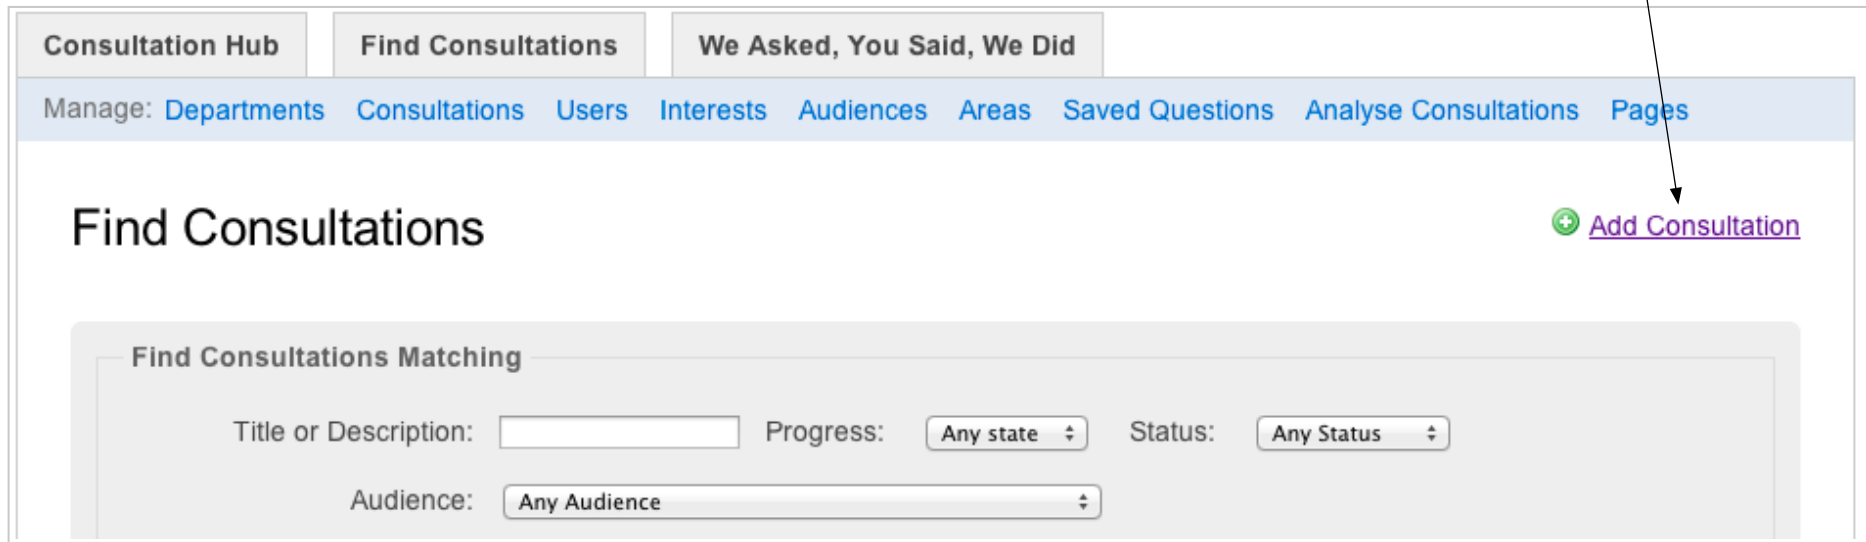 Consultation Hub Find Consultations We Asked, You Said, We Did
Manage: Departments Consultations Users Interests Audiences Areas Saved Questions Analyse Consultations Pages
Find Consultations Add Consultation
Find Consultations Matching
Title or Description: Progress: Any state Status: Any Status
Audience: Any Audience